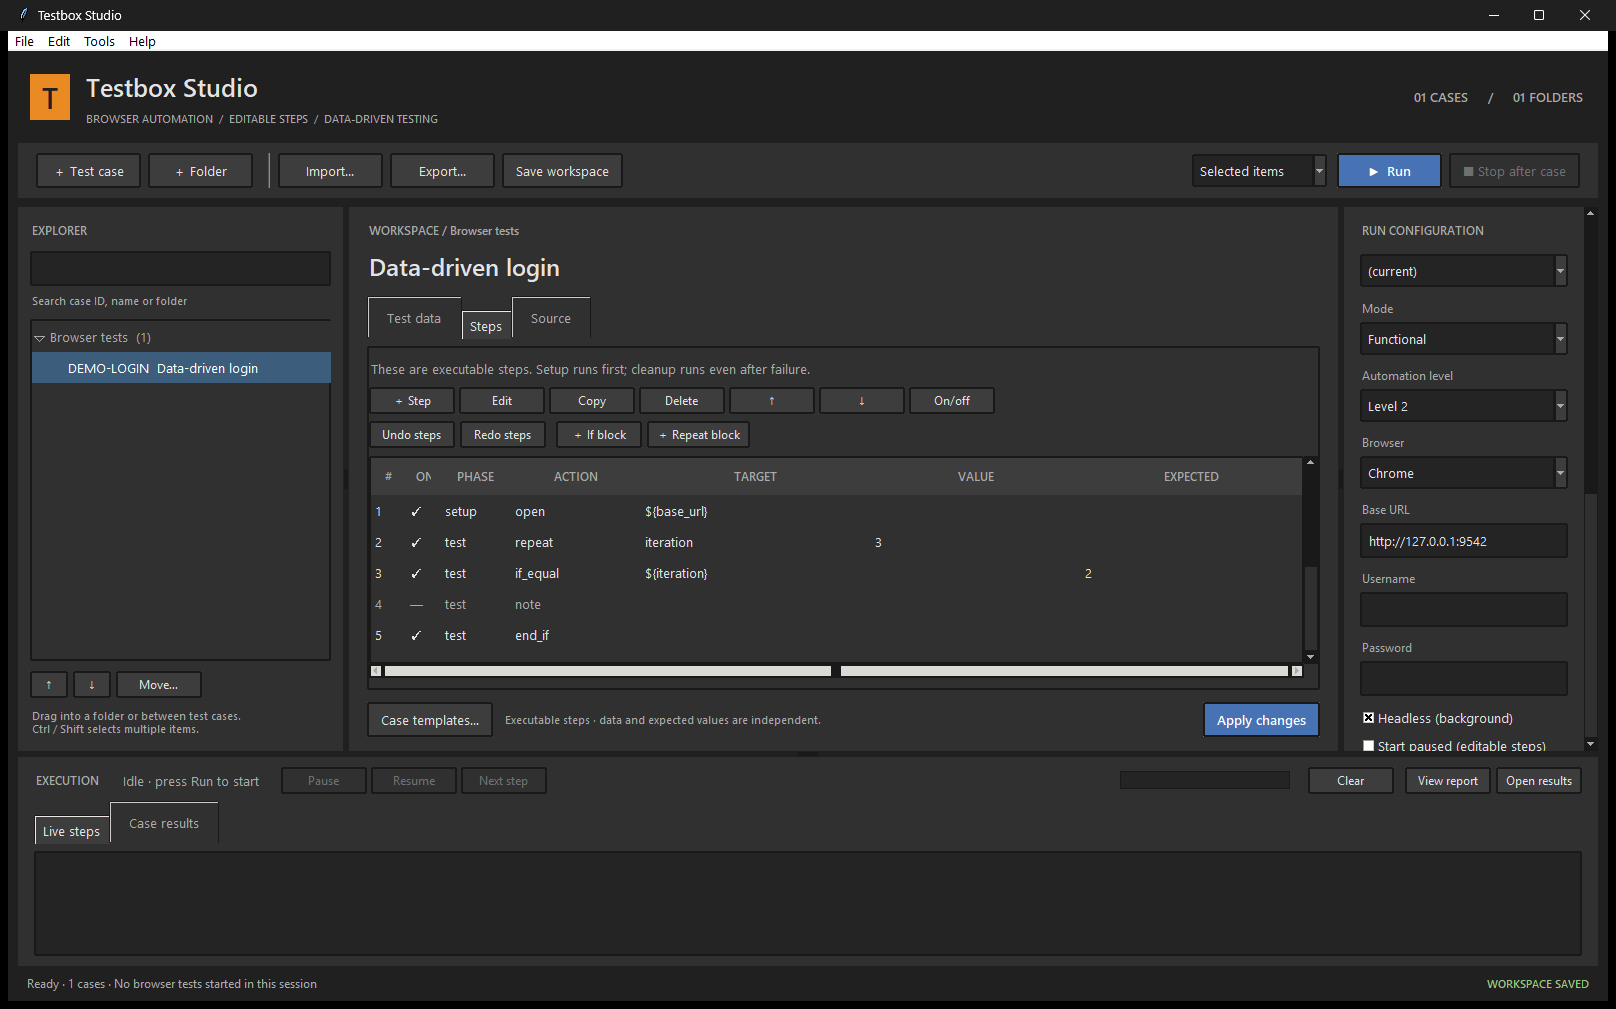 Testbox Studio
File Edit Tools Help
T
Testbox Studio
BROWSER AUTOMATION / EDITABLE STEPS / DATA-DRIVEN TESTING
01 CASES / 01 FOLDERS
+ Test case + Folder Import... Export... Save workspace Selected items ▶ Run ■ Stop after case
EXPLORER
Search case ID, name or folder
Browser tests (1)
DEMO-LOGIN Data-driven login
↑ ↓ Move...
Drag into a folder or between test cases.
Ctrl / Shift selects multiple items.
WORKSPACE / Browser tests
Data-driven login
Test data Steps Source
These are executable steps. Setup runs first; cleanup runs even after failure.
+ Step Edit Copy Delete ↑ ↓ On/off
Undo steps Redo steps + If block + Repeat block
# ON PHASE ACTION TARGET VALUE EXPECTED
1 ✓ setup open ${base_url}
2 ✓ test repeat iteration 3
3 ✓ test if_equal ${iteration} 2
4 — test note
5 ✓ test end_if
Case templates... Executable steps · data and expected values are independent. Apply changes
RUN CONFIGURATION
(current)
Mode
Functional
Automation level
Level 2
Browser
Chrome
Base URL
http://127.0.0.1:9542
Username
Password
Headless (background)
Start paused (editable steps)
EXECUTION Idle · press Run to start Pause Resume Next step Clear View report Open results
Live steps Case results
Ready · 1 cases · No browser tests started in this session
WORKSPACE SAVED